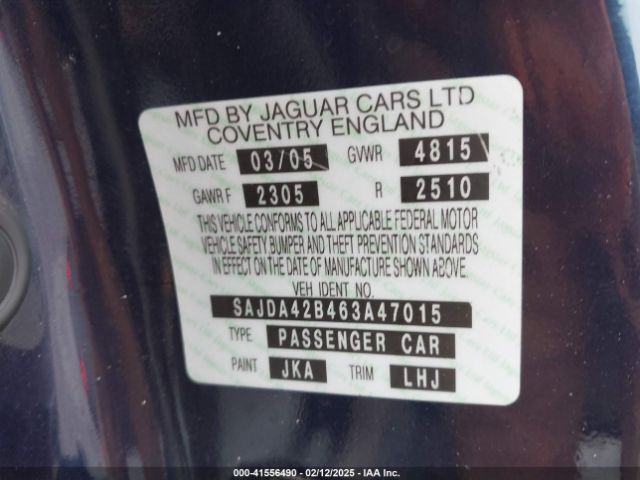 MFD BY JAGUAR CARS LTD
COVENTRY ENGLAND
MFD DATE 03/05 GVWR 4815
GAWR F 2305 R 2510
THIS VEHICLE CONFORMS TO ALL APPLICABLE FEDERAL MOTOR
VEHICLE SAFETY BUMPER AND THEFT PREVENTION STANDARDS
IN EFFECT ON THE DATE OF MANUFACTURE SHOWN ABOVE.
VEH IDENT NO.
SAJDA42B463A47015
TYPE PASSENGER CAR
PAINT JKA TRIM LHJ
000-41556490 - 02/12/2025 - IAA Inc.